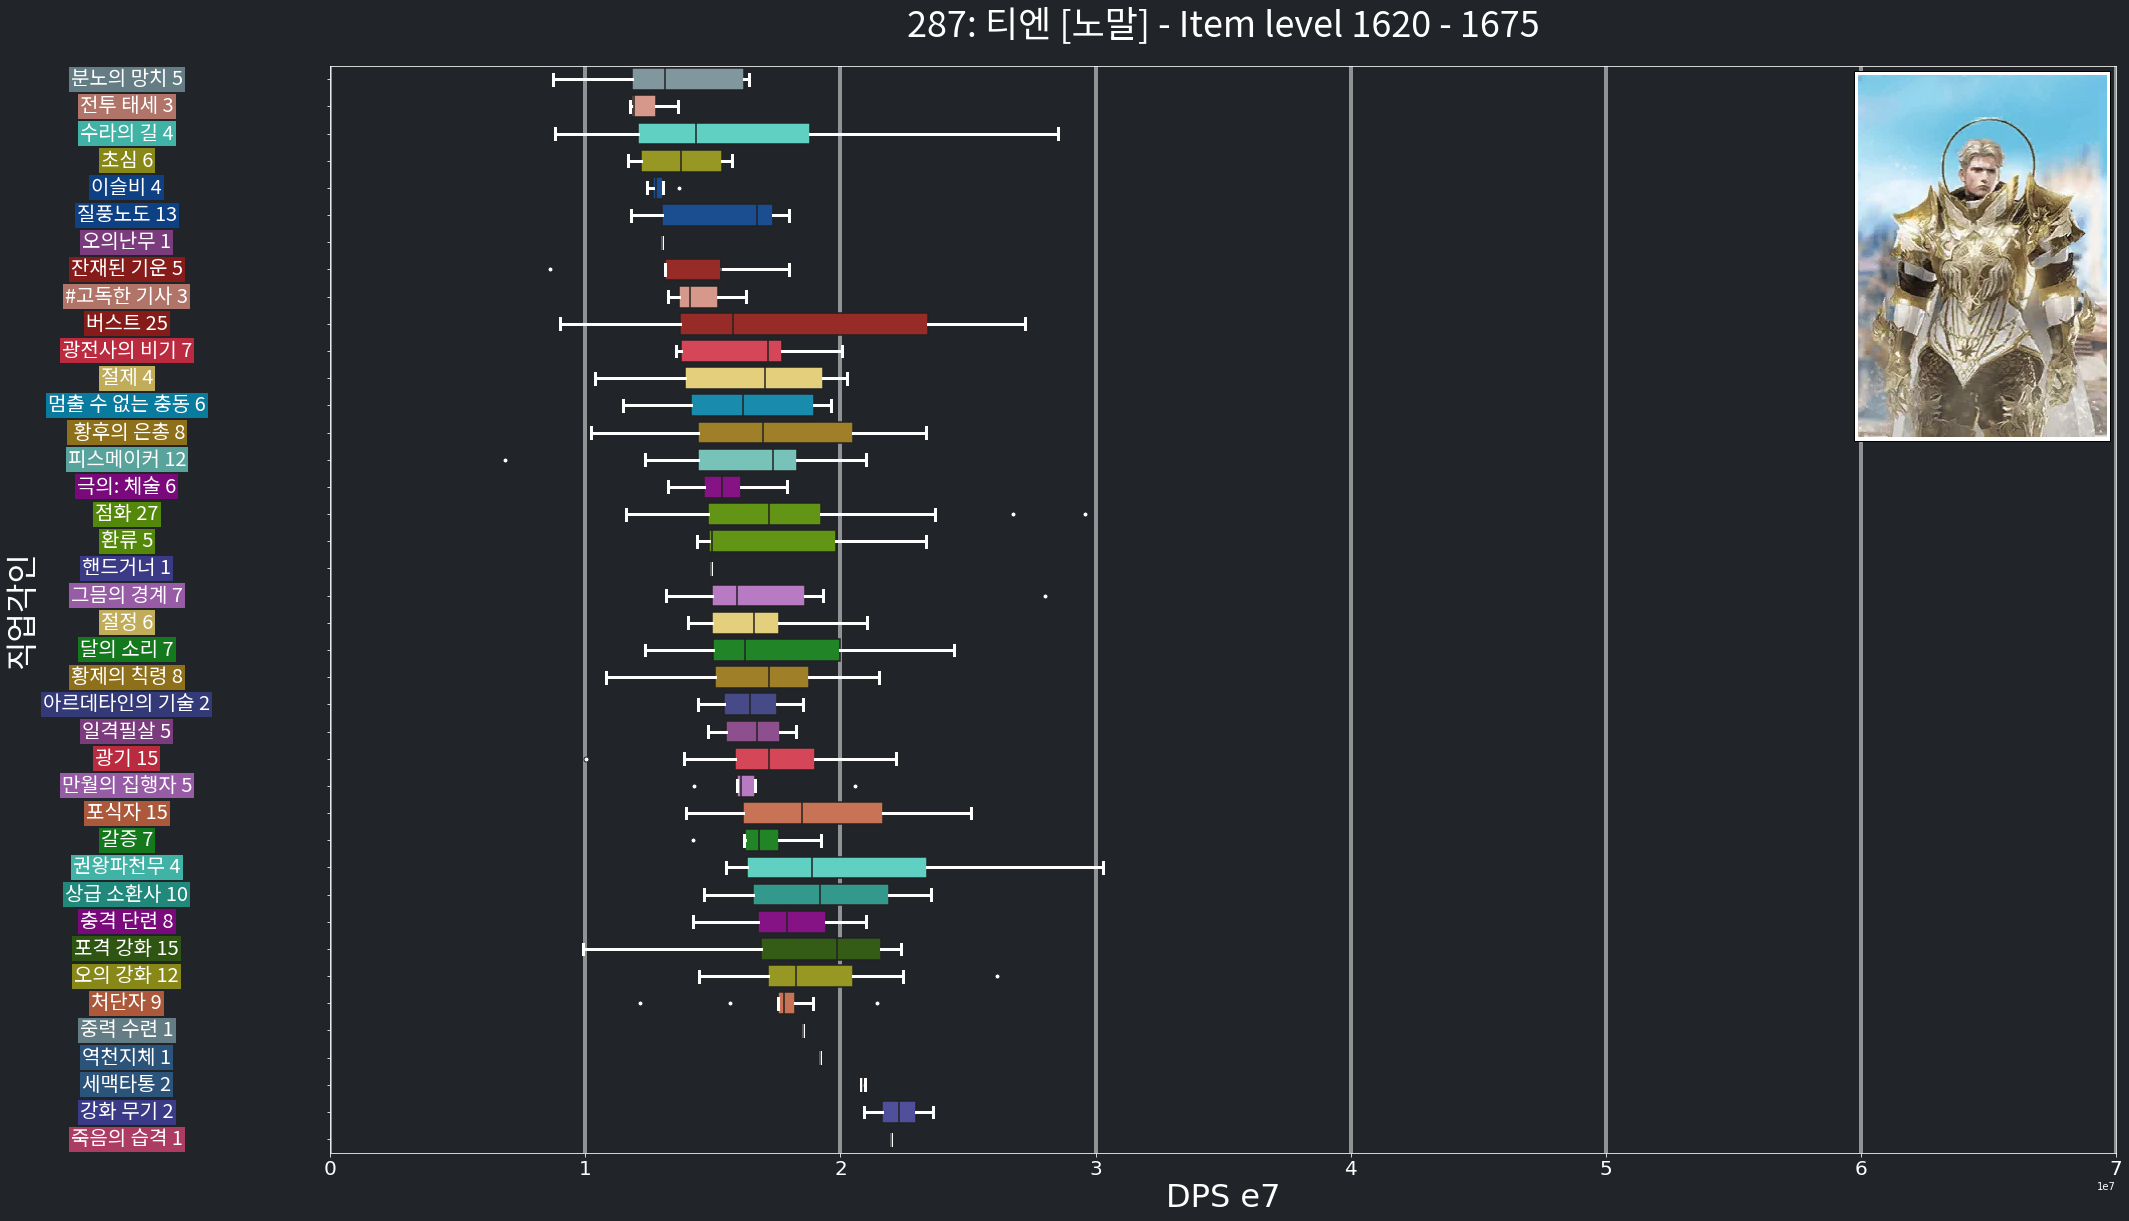 287: 티엔 [노말] - Item level 1620 - 1675
직업각인
분노의 망치 5
전투 태세 3
수라의 길 4
초심 6
이슬비 4
질풍노도 13
오의난무 1
잔재된 기운 5
#고독한 기사 3
버스트 25
광전사의 비기 7
절제 4
멈출 수 없는 충동 6
황후의 은총 8
피스메이커 12
극의: 체술 6
점화 27
환류 5
핸드거너 1
그믐의 경계 7
절정 6
달의 소리 7
황제의 칙령 8
아르데타인의 기술 2
일격필살 5
광기 15
만월의 집행자 5
포식자 15
갈증 7
권왕파천무 4
상급 소환사 10
충격 단련 8
포격 강화 15
오의 강화 12
처단자 9
중력 수련 1
역천지체 1
세맥타통 2
강화 무기 2
죽음의 습격 1
0 1 2 3 4 5 6 7
1e7
DPS e7